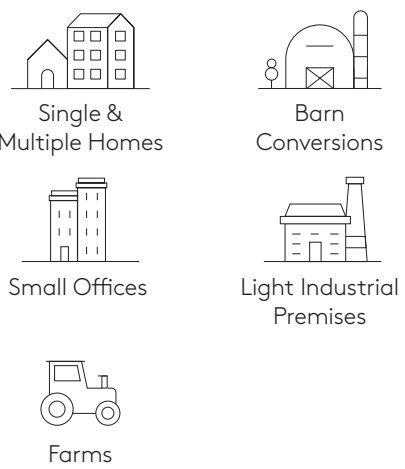 Single &
Multiple Homes
Barn
Conversions
Small Offices
Light Industrial
Premises
Farms